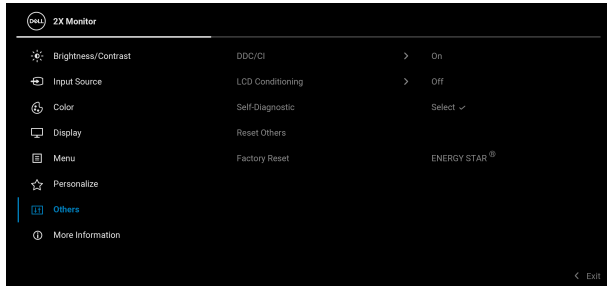 DELL 2X Monitor
Brightness/Contrast DDC/CI > On
Input Source LCD Conditioning > Off
Color Self-Diagnostic Select ✓
Display Reset Others
Menu Factory Reset ENERGY STAR ®
Personalize
Others
More Information
< Exit